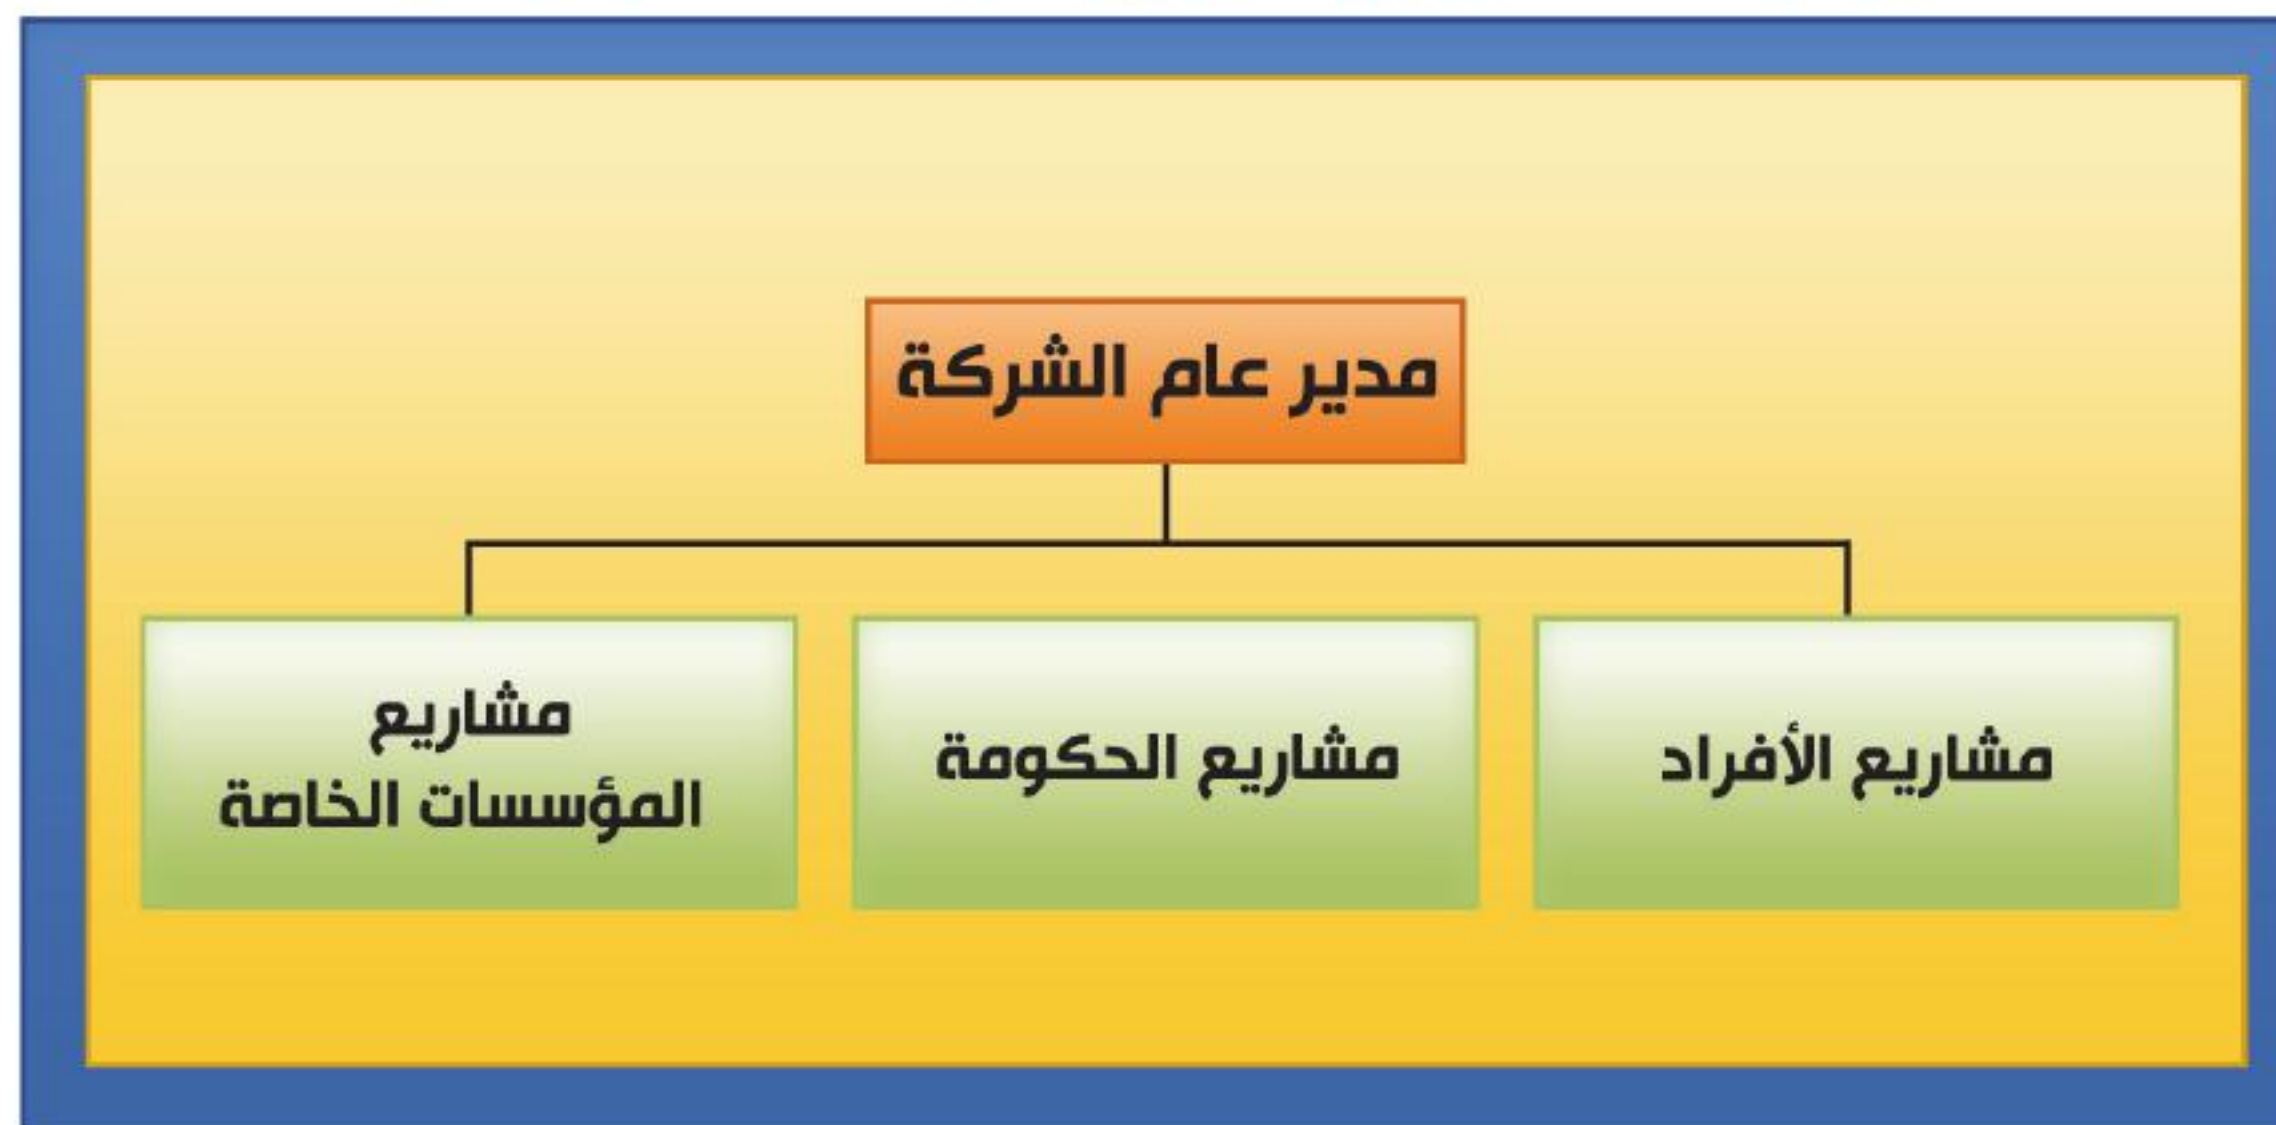 مدير عام الشركة
مشاريع الأفراد
مشاريع الحكومة
مشاريع
المؤسسات الخاصة